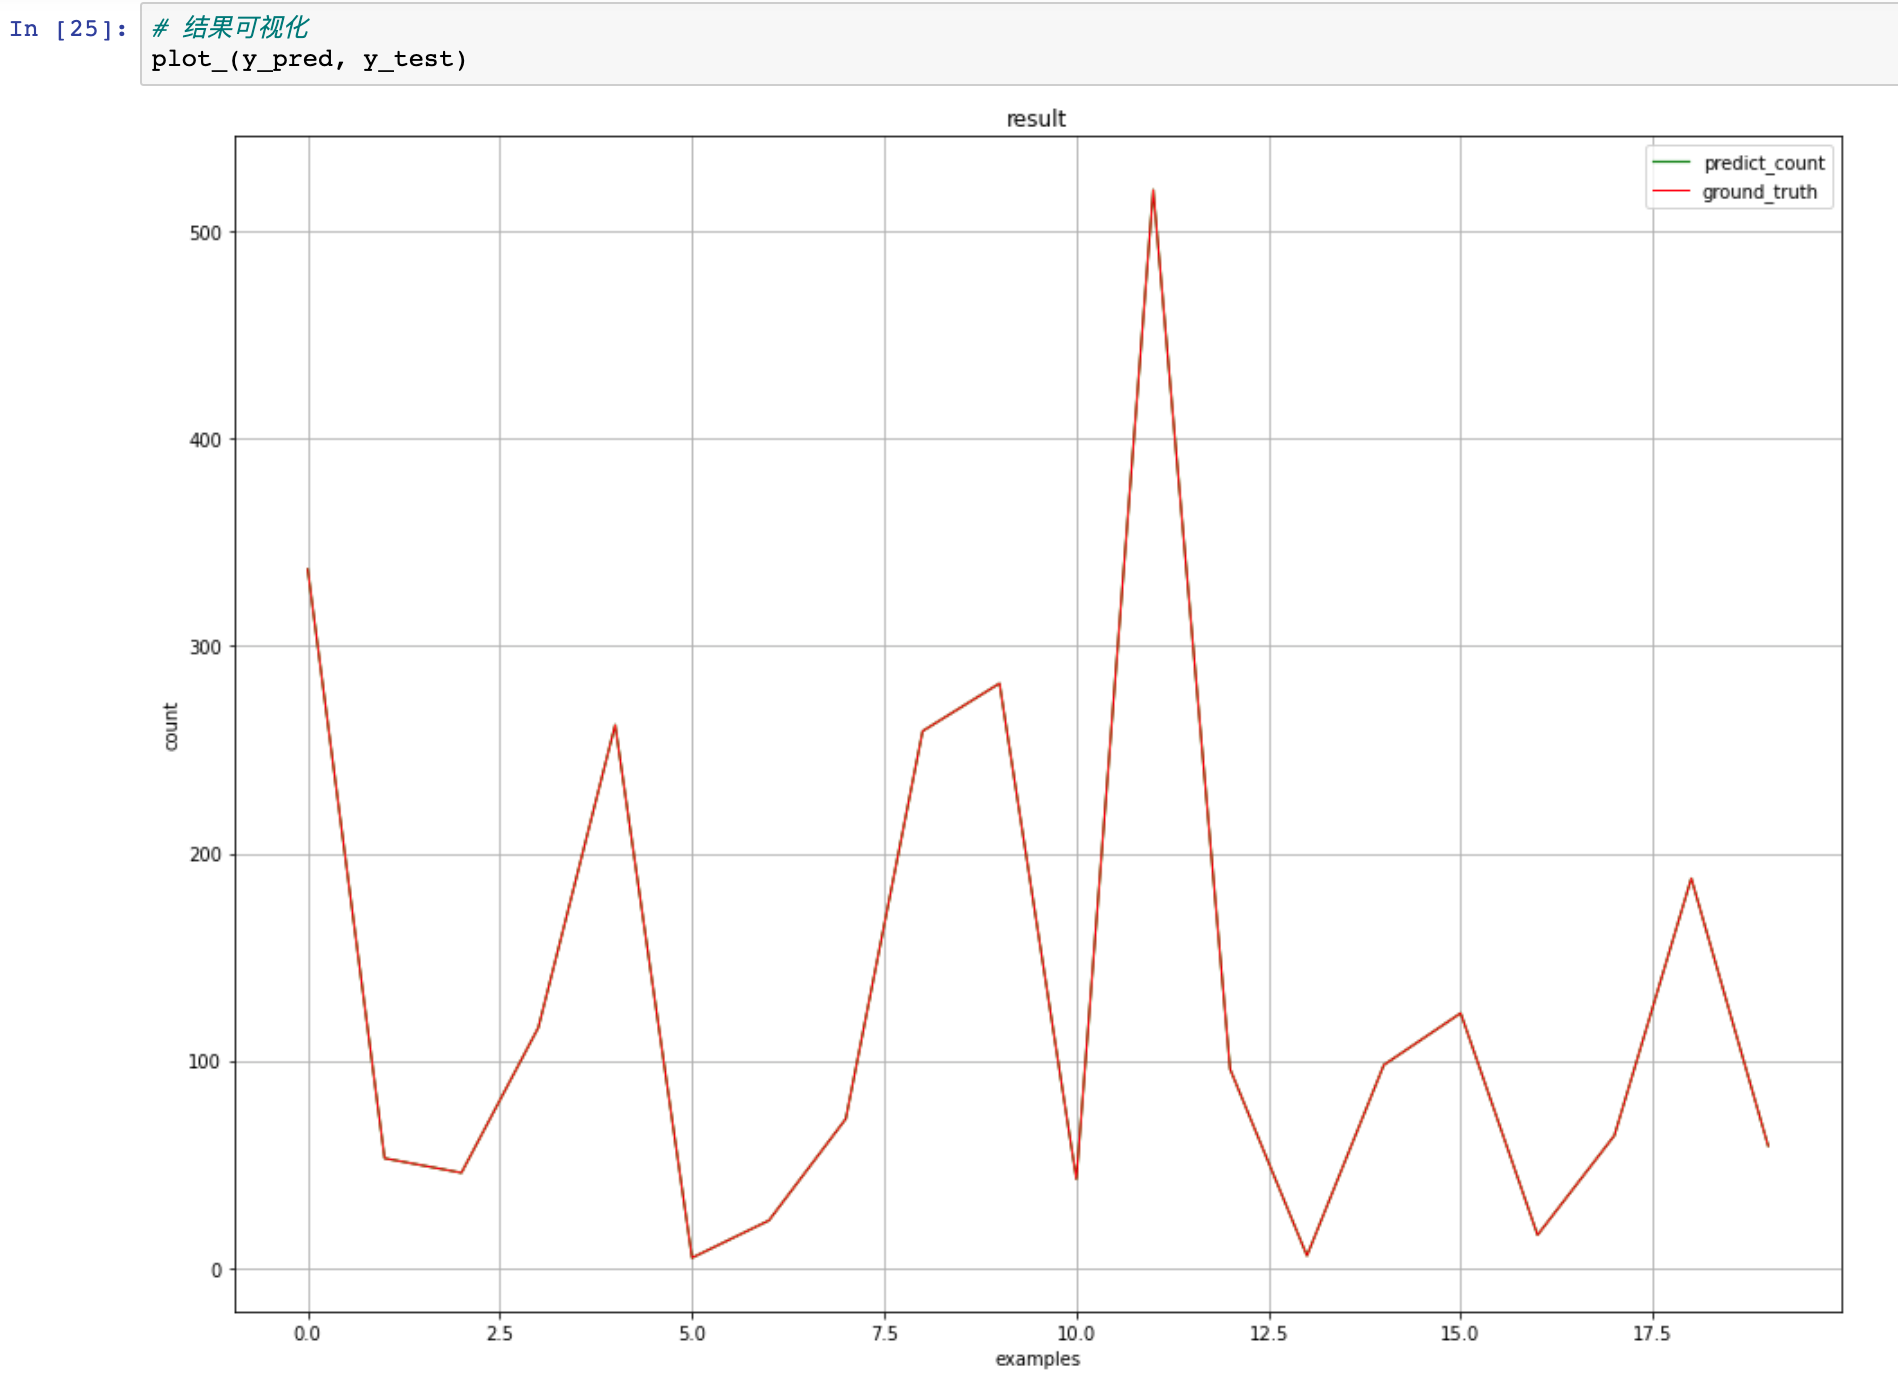 In [25]:
# 结果可视化
plot_(y_pred, y_test)
result
predict_count
ground_truth
500
400
300
200
100
0
count
0.0 2.5 5.0 7.5 10.0 12.5 15.0 17.5
examples